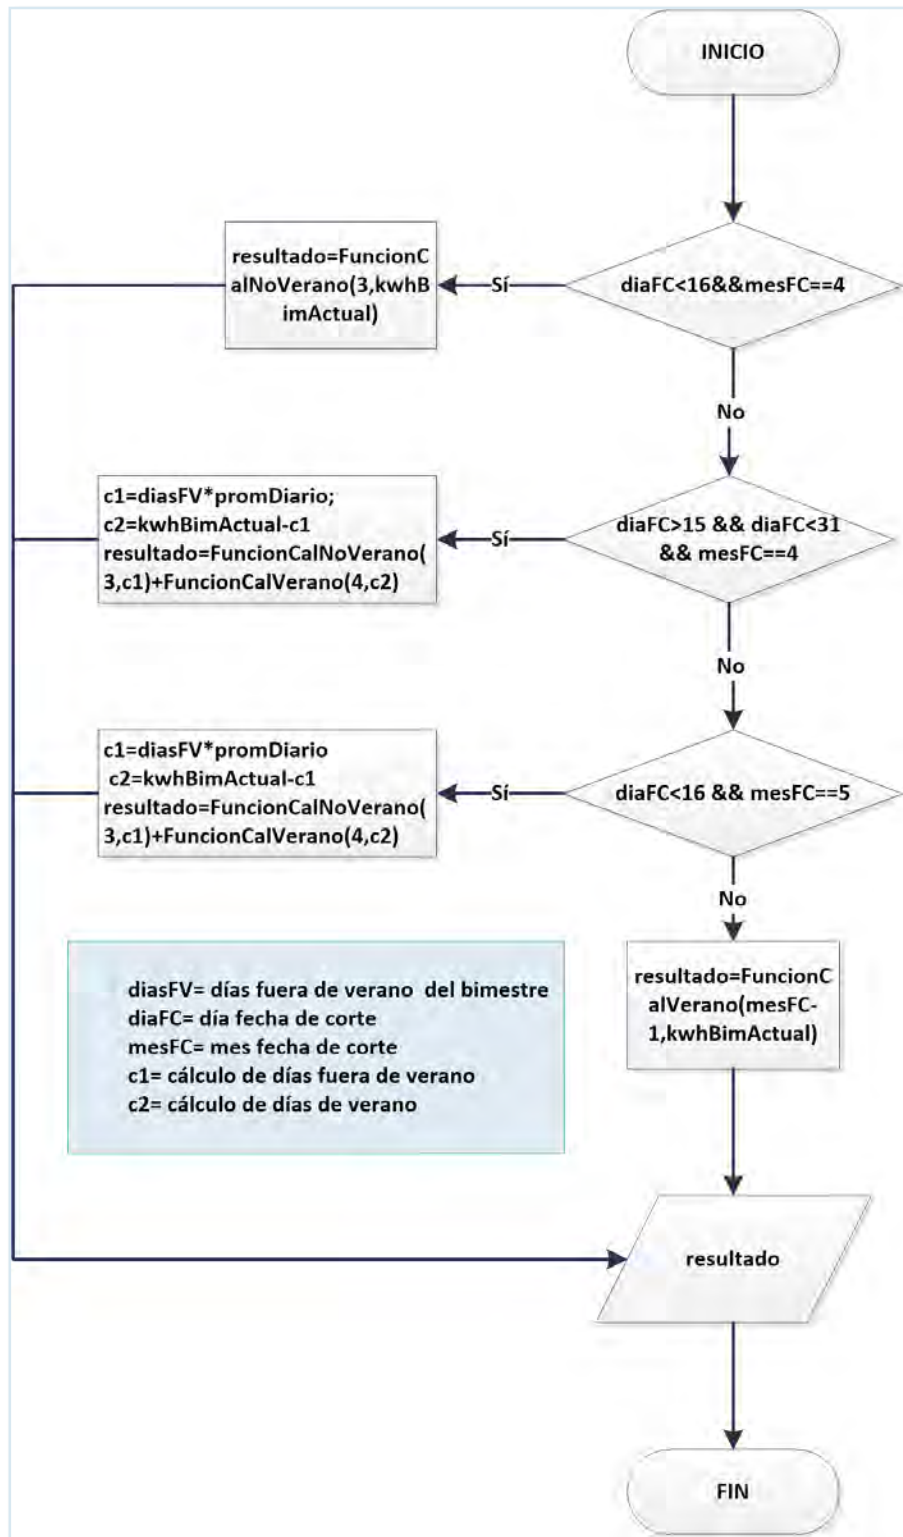 INICIO
diaFC<16&&mesFC==4
Sí
resultado=FuncionC
alNoVerano(3,kwhB
imActual)
No
diaFC>15 && diaFC<31
&& mesFC==4
Sí
c1=diasFV*promDiario;
c2=kwhBimActual-c1
resultado=FuncionCalNoVerano(
3,c1)+FuncionCalVerano(4,c2)
No
diaFC<16 && mesFC==5
Sí
c1=diasFV*promDiario
c2=kwhBimActual-c1
resultado=FuncionCalNoVerano(
3,c1)+FuncionCalVerano(4,c2)
No
resultado=FuncionC
alVerano(mesFC-
1,kwhBimActual)
diasFV= días fuera de verano del bimestre
diaFC= día fecha de corte
mesFC= mes fecha de corte
c1= cálculo de días fuera de verano
c2= cálculo de días de verano
resultado
FIN